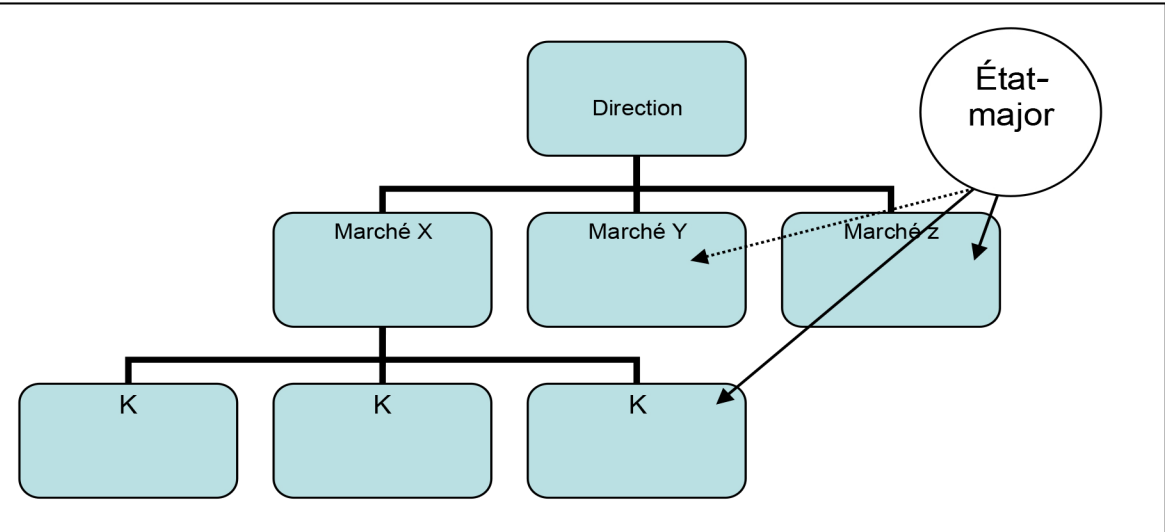 Direction
État-
major
Marché X
Marché Y
Marché z
K
K
K